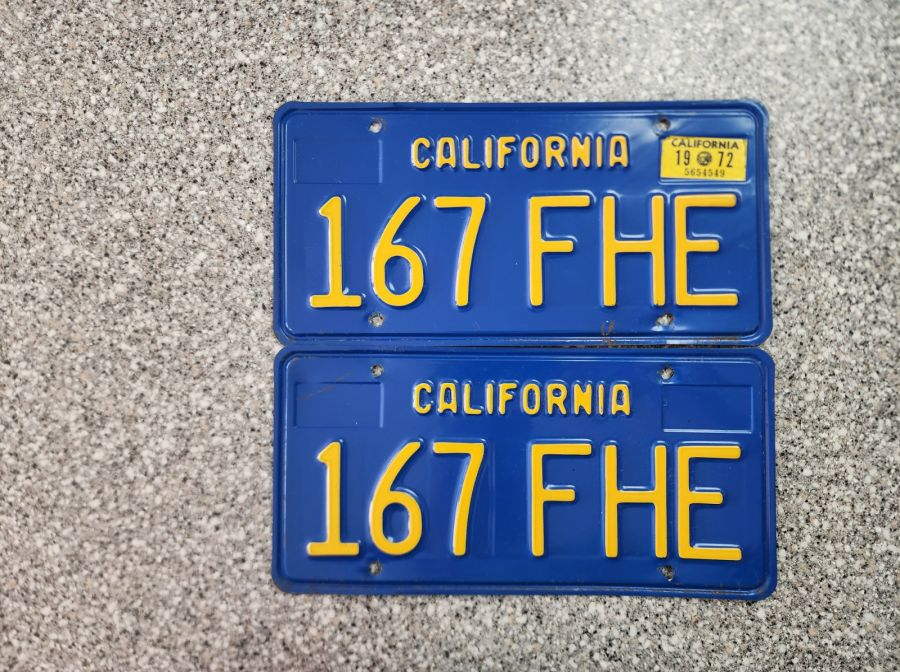 CALIFORNIA
CALIFORNIA
19 72
5654549
167 FHE
CALIFORNIA
167 FHE